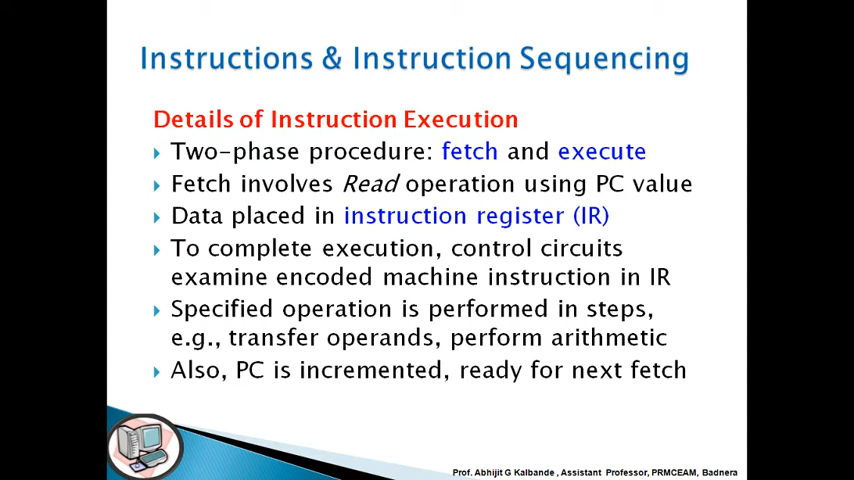 Instructions & Instruction Sequencing
Details of Instruction Execution
Two-phase procedure: fetch and execute
Fetch involves Read operation using PC value
Data placed in instruction register (IR)
To complete execution, control circuits
examine encoded machine instruction in IR
Specified operation is performed in steps,
e.g., transfer operands, perform arithmetic
Also, PC is incremented, ready for next fetch
Prof. Abhijit G Kalbande , Assistant Professor, PRMCEAM, Badnera